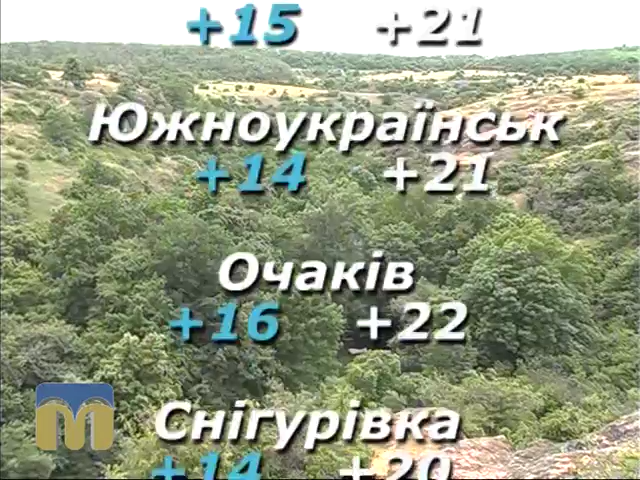 +15 +21
Южноукраїнськ
+14 +21
Очаків
+16 +22
Снігурівка
+14 +20